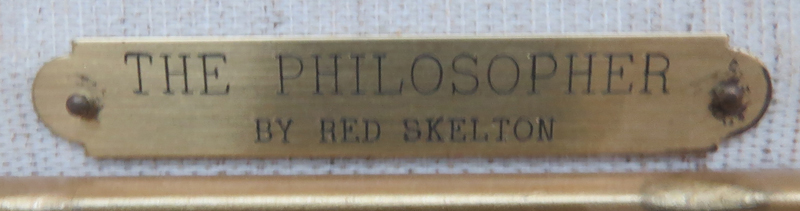 THE PHILOSOPHER
BY RED SKELTON